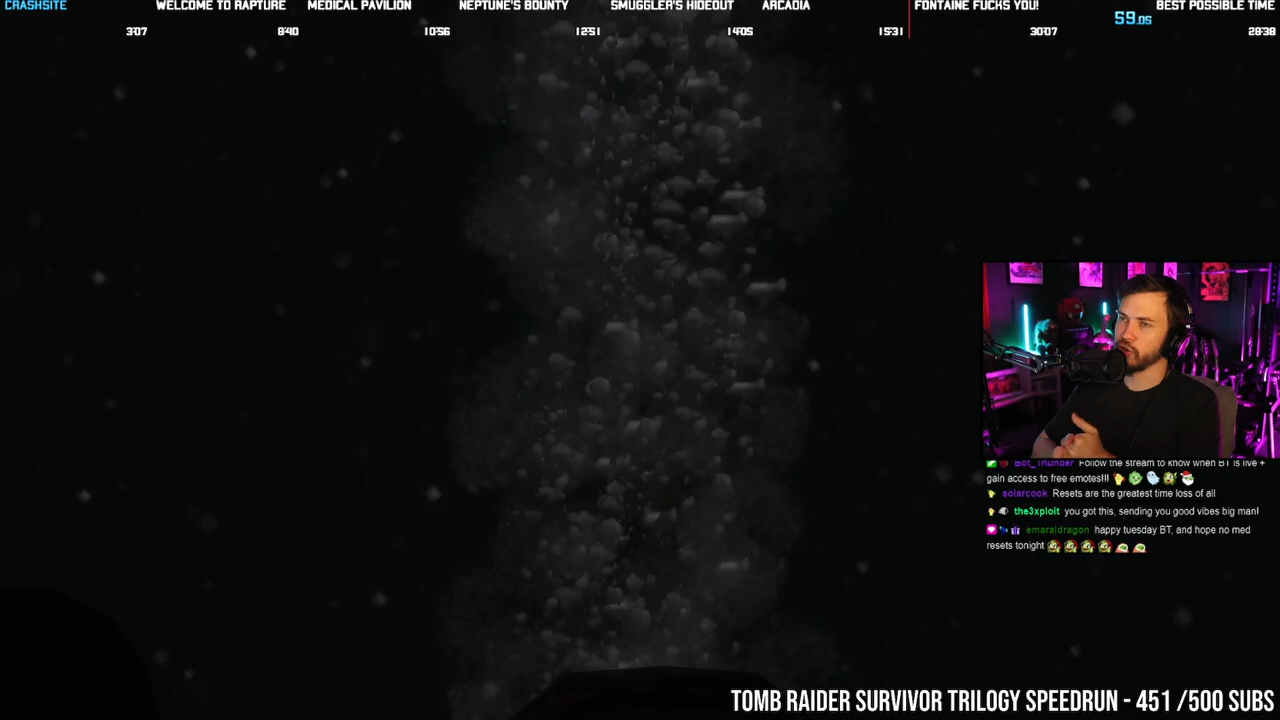 CRASHSITE WELCOME TO RAPTURE MEDICAL PAVILION NEPTUNE'S BOUNTY SMUGGLER'S HIDEOUT ARCADIA FONTAINE FUCKS YOU! BEST POSSIBLE TIME
59.05
3:07 8:40 10:56 12:51 14:05 15:31 30:07 28:38
Bot_Thunder Follow the stream to know when BT is live +
gain access to free emotes!!!
solarcook Resets are the greatest time loss of all
the3xploit you got this, sending you good vibes big man!
emeraldragon happy tuesday BT, and hope no med
resets tonight
TOMB RAIDER SURVIVOR TRILOGY SPEEDRUN - 451 /500 SUBS